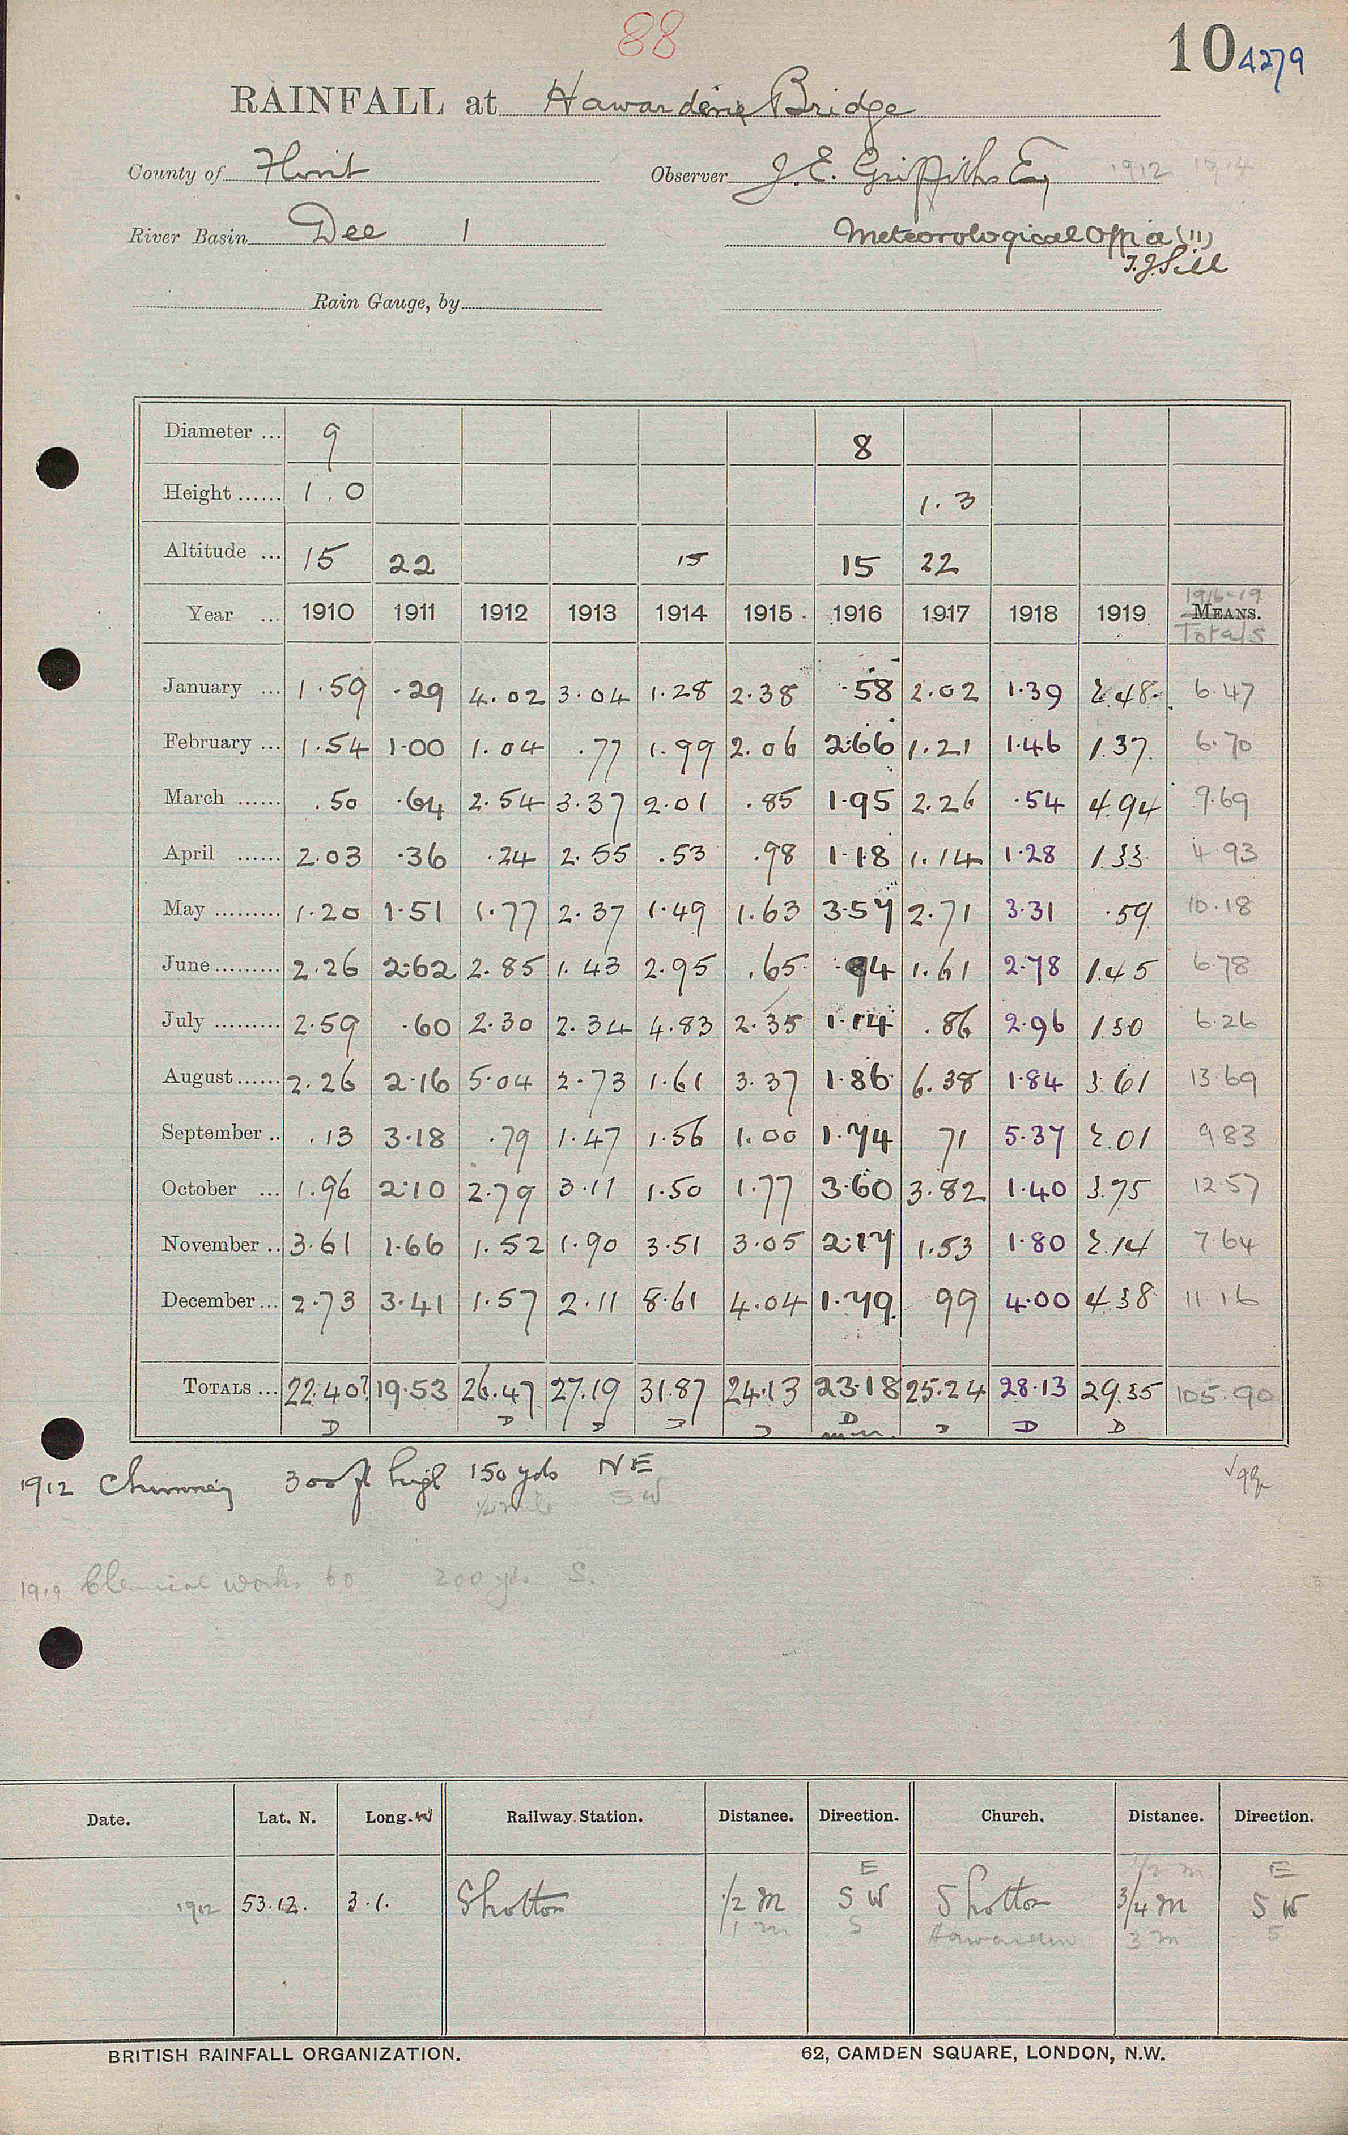 88
10 4279
RAINFALL at Hawarden Bridge
County of Flint Observer J. E. Griffiths Esq 1912 1914
River Basin Dee 1 Meteorological Office (11)
T.J. Sill
Rain Gauge, by
Diameter ... 9 8
Height ...... 1.0 1.3
Altitude ... 15 22 15 15 22
1916-19
Year ... 1910 1911 1912 1913 1914 1915 1916 1917 1918 1919 MEANS.
Totals
January ... 1.59 .29 4.02 3.04 1.28 2.38 .58 2.02 1.39 2.48 6.47
February ... 1.54 1.00 1.04 .77 1.99 2.06 2.66 1.21 1.46 1.37 6.70
March ...... .50 .64 2.54 3.37 2.01 .85 1.95 2.26 .54 4.94 9.69
April ...... 2.03 .36 .24 2.55 .53 .98 1.18 1.14 1.28 1.33 4.93
May ......... 1.20 1.51 1.77 2.37 1.49 1.63 3.57 2.71 3.31 .59 10.18
June ......... 2.26 2.62 2.85 1.43 2.95 .65 .94 1.61 2.78 1.45 6.78
July ......... 2.59 .60 2.30 2.34 4.83 2.35 1.14 .86 2.96 1.30 6.26
August ...... 2.26 2.16 5.04 2.73 1.61 3.37 1.86 6.38 1.84 3.61 13.69
September .. .13 3.18 .79 1.47 1.56 1.00 1.74 71 5.37 2.01 9.83
October ... 1.96 2.10 2.79 3.11 1.50 1.77 3.60 3.82 1.40 3.75 12.57
November .. 3.61 1.66 1.52 1.90 3.51 3.05 2.17 1.53 1.80 2.14 7.64
December ... 2.73 3.41 1.57 2.11 8.61 4.04 1.79 99 4.00 4.38 11.16
TOTALS ... 22.40? 19.53 26.47 27.19 31.87 24.13 23.18 25.24 28.13 29.35 105.90
D D D D D D D D D
1912 Chimney 300 ft high 150 yds NE
1/4 mile SW
1919 Chemical works 60 200 yds. S.
Date. Lat. N. Long. W Railway Station. Distance. Direction. Church. Distance. Direction.
E 1/2 m E
1912 53.12. 3.1. Shotton 1/2 m S W Shotton 3/4 m S W
1 m S Hawarden 3 m S
BRITISH RAINFALL ORGANIZATION. 62, CAMDEN SQUARE, LONDON, N.W.